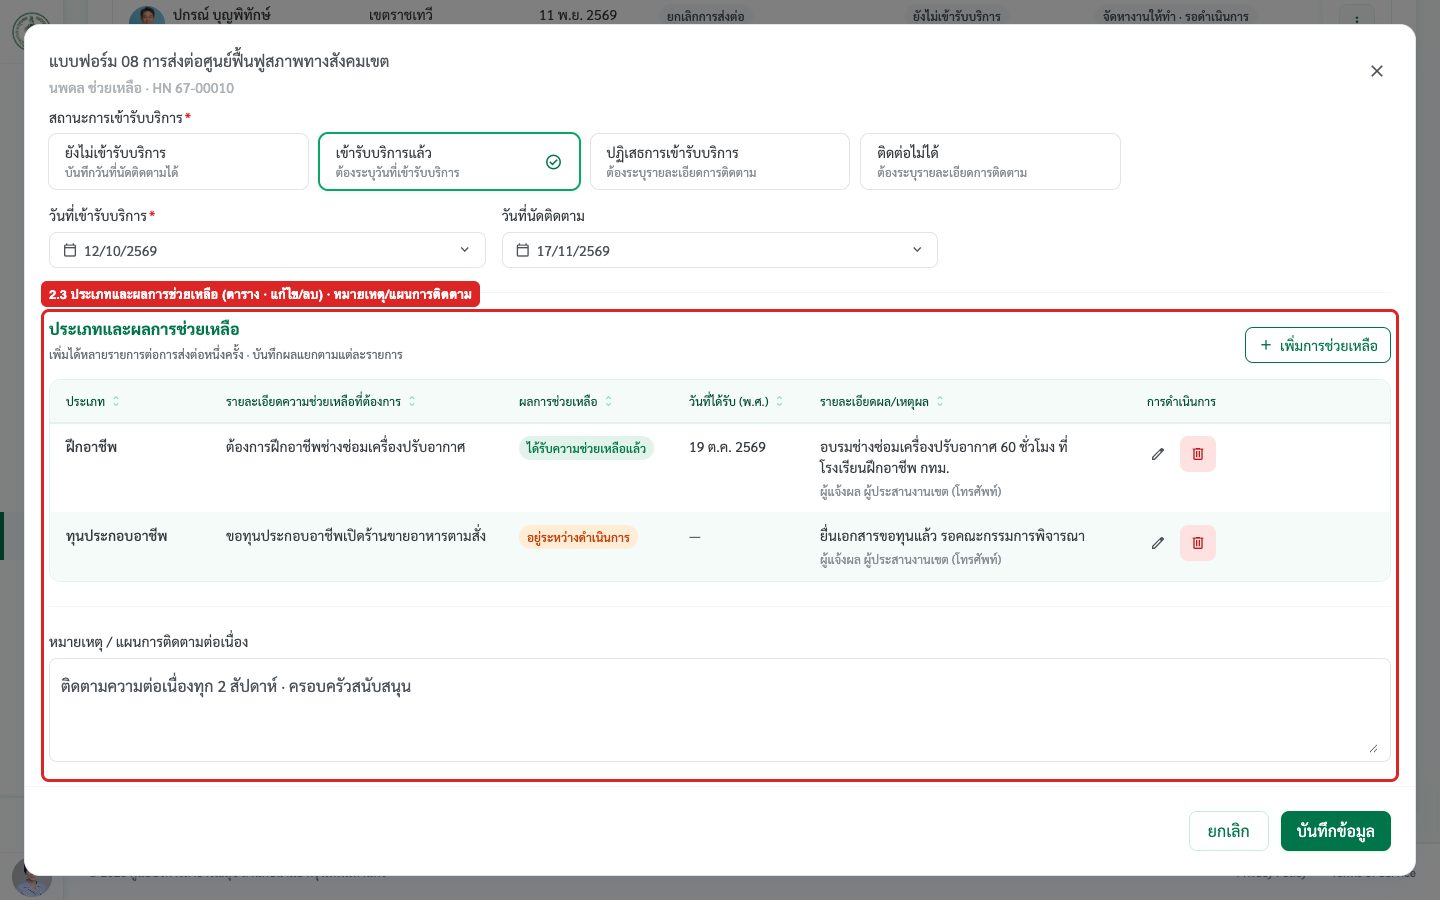 ปกรณ์ บุญพิทักษ์ เขตราชเทวี 11 พ.ย. 2569 ยกเลิกการส่งต่อ ยังไม่เข้ารับบริการ จัดหางานให้ทำ · รอดำเนินการ
แบบฟอร์ม 08 การส่งต่อศูนย์ฟื้นฟูสภาพทางสังคมเขต
นพดล ช่วยเหลือ · HN 67-00010
สถานะการเข้ารับบริการ*
ยังไม่เข้ารับบริการ
บันทึกวันที่นัดติดตามได้
เข้ารับบริการแล้ว
ต้องระบุวันที่เข้ารับบริการ
ปฏิเสธการเข้ารับบริการ
ต้องระบุรายละเอียดการติดตาม
ติดต่อไม่ได้
ต้องระบุรายละเอียดการติดตาม
วันที่เข้ารับบริการ* วันที่นัดติดตาม
12/10/2569 17/11/2569
2.3 ประเภทและผลการช่วยเหลือ (ตาราง · แก้ไข/ลบ) · หมายเหตุ/แผนการติดตาม
ประเภทและผลการช่วยเหลือ
เพิ่มได้หลายรายการต่อการส่งต่อหนึ่งครั้ง · บันทึกผลแยกตามแต่ละรายการ
+ เพิ่มการช่วยเหลือ
ประเภท รายละเอียดความช่วยเหลือที่ต้องการ ผลการช่วยเหลือ วันที่ได้รับ (พ.ศ.) รายละเอียดผล/เหตุผล การดำเนินการ
ฝึกอาชีพ ต้องการฝึกอาชีพช่างซ่อมเครื่องปรับอากาศ ได้รับความช่วยเหลือแล้ว 19 ต.ค. 2569 อบรมช่างซ่อมเครื่องปรับอากาศ 60 ชั่วโมง ที่
โรงเรียนฝึกอาชีพ กทม.
ผู้แจ้งผล ผู้ประสานงานเขต (โทรศัพท์)
ทุนประกอบอาชีพ ขอทุนประกอบอาชีพเปิดร้านขายอาหารตามสั่ง อยู่ระหว่างดำเนินการ — ยื่นเอกสารขอทุนแล้ว รอคณะกรรมการพิจารณา
ผู้แจ้งผล ผู้ประสานงานเขต (โทรศัพท์)
หมายเหตุ / แผนการติดตามต่อเนื่อง
ติดตามความต่อเนื่องทุก 2 สัปดาห์ · ครอบครัวสนับสนุน
ยกเลิก บันทึกข้อมูล